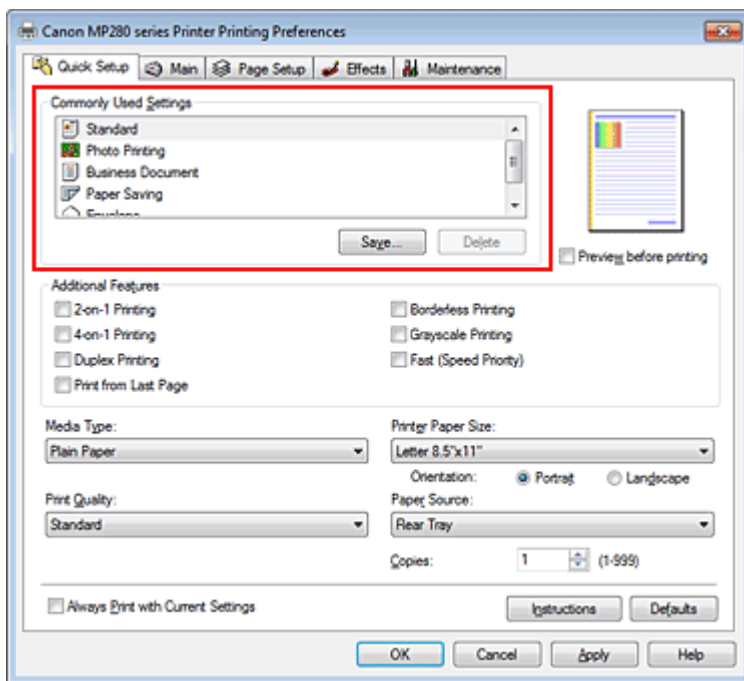 Canon MP280 series Printer Printing Preferences
Quick Setup Main Page Setup Effects Maintenance
Commonly Used Settings
Standard
Photo Printing
Business Document
Paper Saving
Envelope
Save... Delete
Preview before printing
Additional Features
2-on-1 Printing Borderless Printing
4-on-1 Printing Grayscale Printing
Duplex Printing Fast (Speed Priority)
Print from Last Page
Media Type: Printer Paper Size:
Plain Paper Letter 8.5"x11"
Orientation: Portrait Landscape
Print Quality: Paper Source:
Standard Rear Tray
Copies: 1 (1-999)
Always Print with Current Settings Instructions Defaults
OK Cancel Apply Help